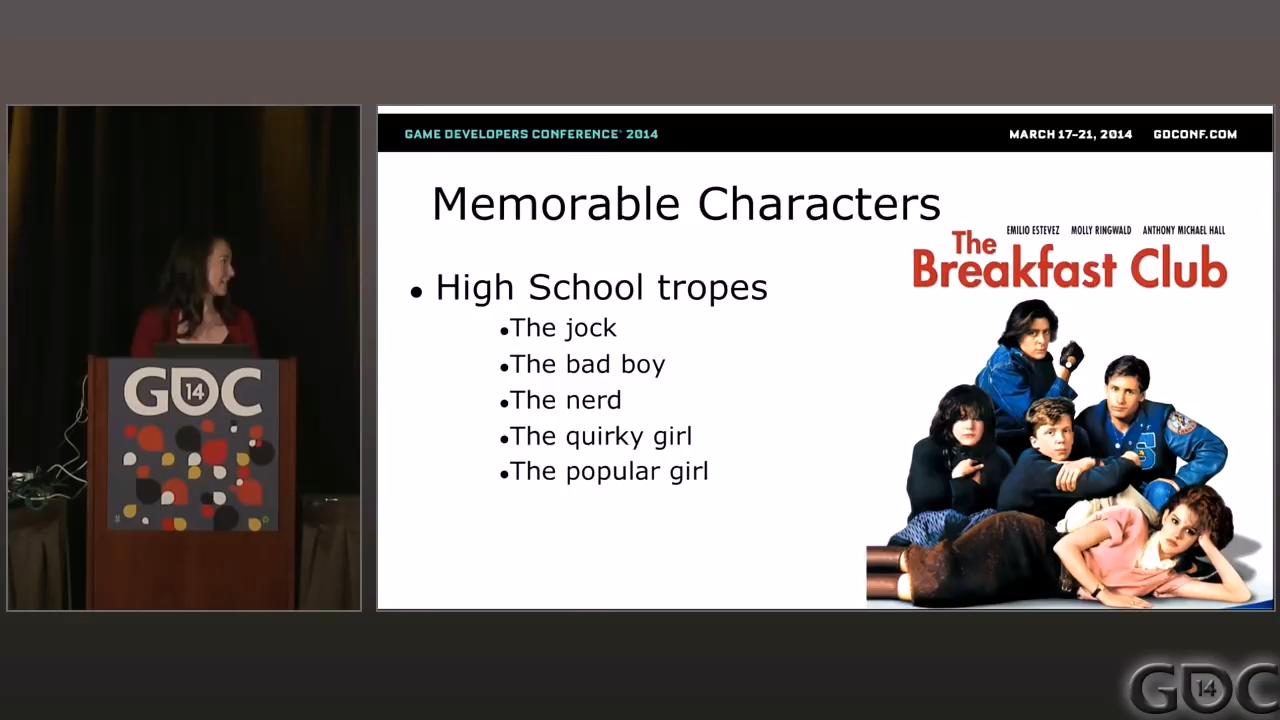 GAME DEVELOPERS CONFERENCE® 2014
MARCH 17-21, 2014 GDCONF.COM
Memorable Characters
EMILIO ESTEVEZ MOLLY RINGWALD ANTHONY MICHAEL HALL
The
Breakfast Club
• High School tropes
•The jock
•The bad boy
•The nerd
•The quirky girl
•The popular girl
S
GDC
14
GDC
14